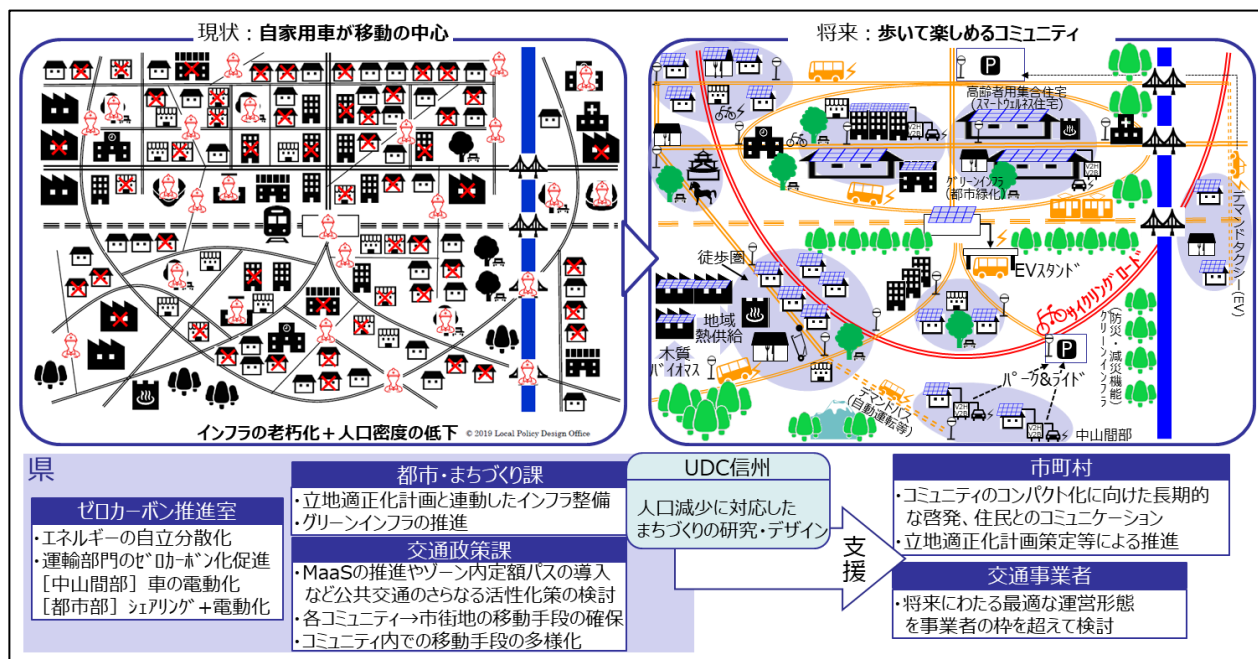 現状：自家用車が移動の中心
インフラの老朽化＋人口密度の低下
© 2019 Local Policy Design Office
将来：歩いて楽しめるコミュニティ
P
高齢者用集合住宅
(スマートウェルネス住宅)
V2H
V2B
グリーンインフラ
(都市緑化)
V2H
V2B
デマンドタクシー(EV)
EVスタンド
徒歩圏
サイクリングロード
地域
熱供給
木質
バイオマス
P
パーク&ライド
グリーンインフラ
(防災・減災機能)
デマンドバス
(自動運転等)
V2H
V2B
V2H
V2B
中山間部
県
ゼロカーボン推進室
・エネルギーの自立分散化
・運輸部門のゼロカーボン化促進
［中山間部］車の電動化
［都市部］シェアリング+電動化
都市・まちづくり課
・立地適正化計画と連動したインフラ整備
・グリーンインフラの推進
交通政策課
・MaaSの推進やゾーン内定額パスの導入
など公共交通のさらなる活性化策の検討
・各コミュニティ→市街地の移動手段の確保
・コミュニティ内での移動手段の多様化
UDC信州
人口減少に対応した
まちづくりの研究・デザイン
支援
市町村
・コミュニティのコンパクト化に向けた長期的
な啓発、住民とのコミュニケーション
・立地適正化計画策定等による推進
交通事業者
・将来にわたる最適な運営形態
を事業者の枠を超えて検討